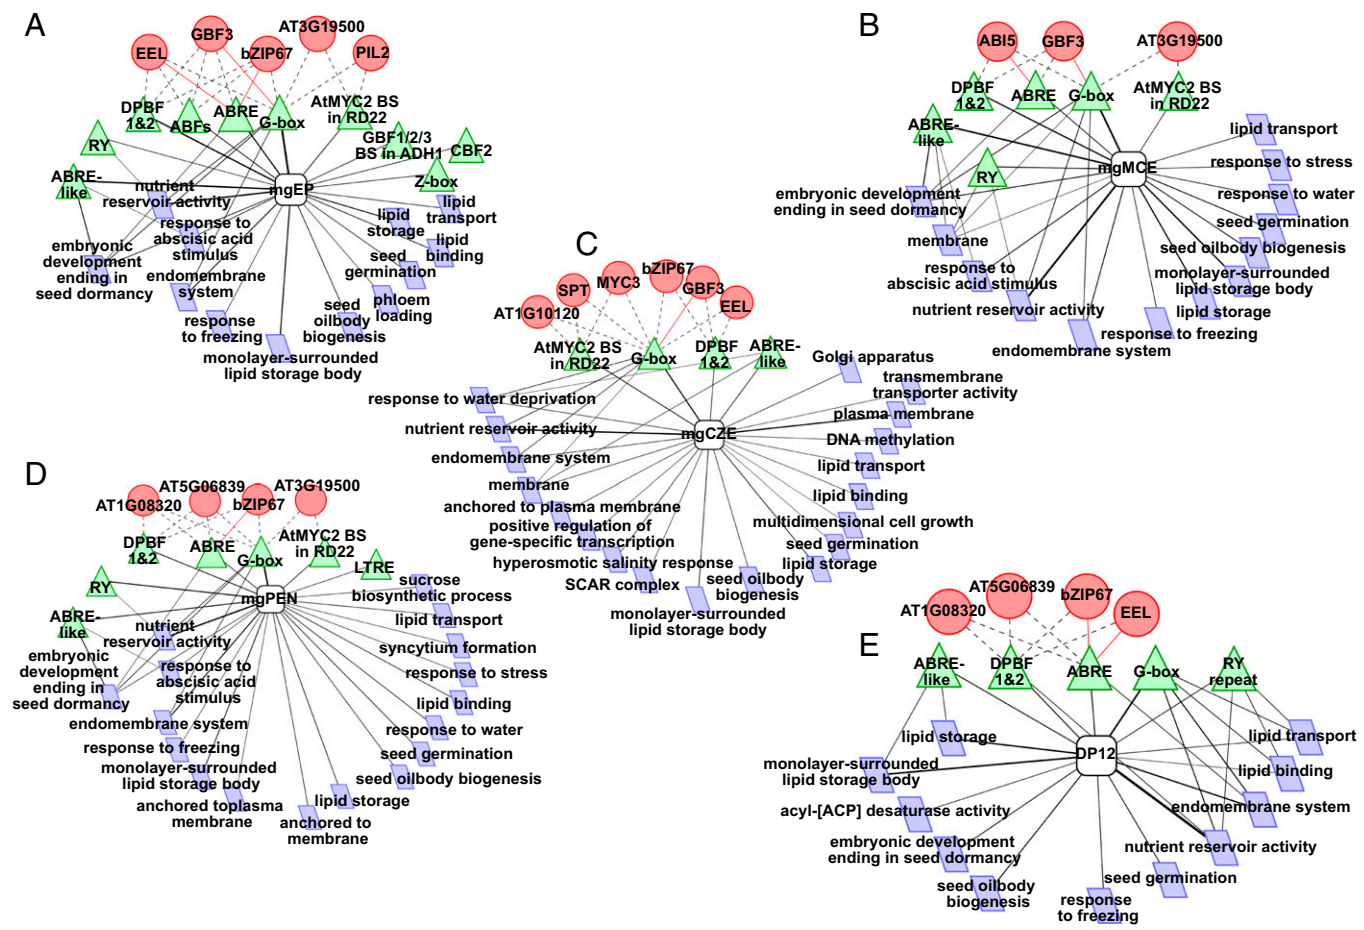 A
EEL
GBF3
bZIP67
AT3G19500
PIL2
DPBF
1&2
ABFs
ABRE
G-box
AtMYC2 BS
in RD22
GBF1/2/3
BS in ADH1
CBF2
Z-box
RY
ABRE-
like
mgEP
nutrient
reservoir activity
response to
abscisic acid
stimulus
embryonic
development
ending in
seed dormancy
endomembrane
system
response
to freezing
monolayer-surrounded
lipid storage body
seed
oilbody
biogenesis
phloem
loading
seed
germination
lipid
storage
lipid
binding
lipid
transport
B
ABI5
GBF3
AT3G19500
DPBF
1&2
ABRE
G-box
AtMYC2 BS
in RD22
ABRE-
like
RY
mgMCE
embryonic development
ending in seed dormancy
membrane
response to
abscisic acid stimulus
nutrient reservoir activity
endomembrane system
response to freezing
lipid storage
monolayer-surrounded
lipid storage body
seed oilbody biogenesis
seed germination
response to water
response to stress
lipid transport
C
AT1G10120
SPT
MYC3
bZIP67
GBF3
EEL
AtMYC2 BS
in RD22
G-box
DPBF
1&2
ABRE-
like
mgCZE
response to water deprivation
nutrient reservoir activity
endomembrane system
membrane
anchored to plasma membrane
positive regulation of
gene-specific transcription
hyperosmotic salinity response
SCAR complex
monolayer-surrounded
lipid storage body
seed oilbody
biogenesis
lipid storage
seed germination
multidimensional cell growth
lipid binding
lipid transport
DNA methylation
plasma membrane
transmembrane
transporter activity
Golgi apparatus
D
AT1G08320
AT5G06839
bZIP67
AT3G19500
DPBF
1&2
ABRE
G-box
AtMYC2 BS
in RD22
LTRE
RY
ABRE-
like
mgPEN
nutrient
reservoir activity
embryonic
development
ending in
seed dormancy
response to
abscisic acid
stimulus
endomembrane system
response to freezing
monolayer-surrounded
lipid storage body
anchored toplasma
membrane
anchored to
membrane
lipid storage
seed oilbody biogenesis
seed germination
response to water
lipid binding
response to stress
syncytium formation
lipid transport
sucrose
biosynthetic process
E
AT1G08320
AT5G06839
bZIP67
EEL
ABRE-
like
DPBF
1&2
ABRE
G-box
RY
repeat
DP12
lipid storage
monolayer-surrounded
lipid storage body
acyl-[ACP] desaturase activity
embryonic development
ending in seed dormancy
seed oilbody
biogenesis
response
to freezing
seed germination
nutrient reservoir activity
endomembrane system
lipid binding
lipid transport